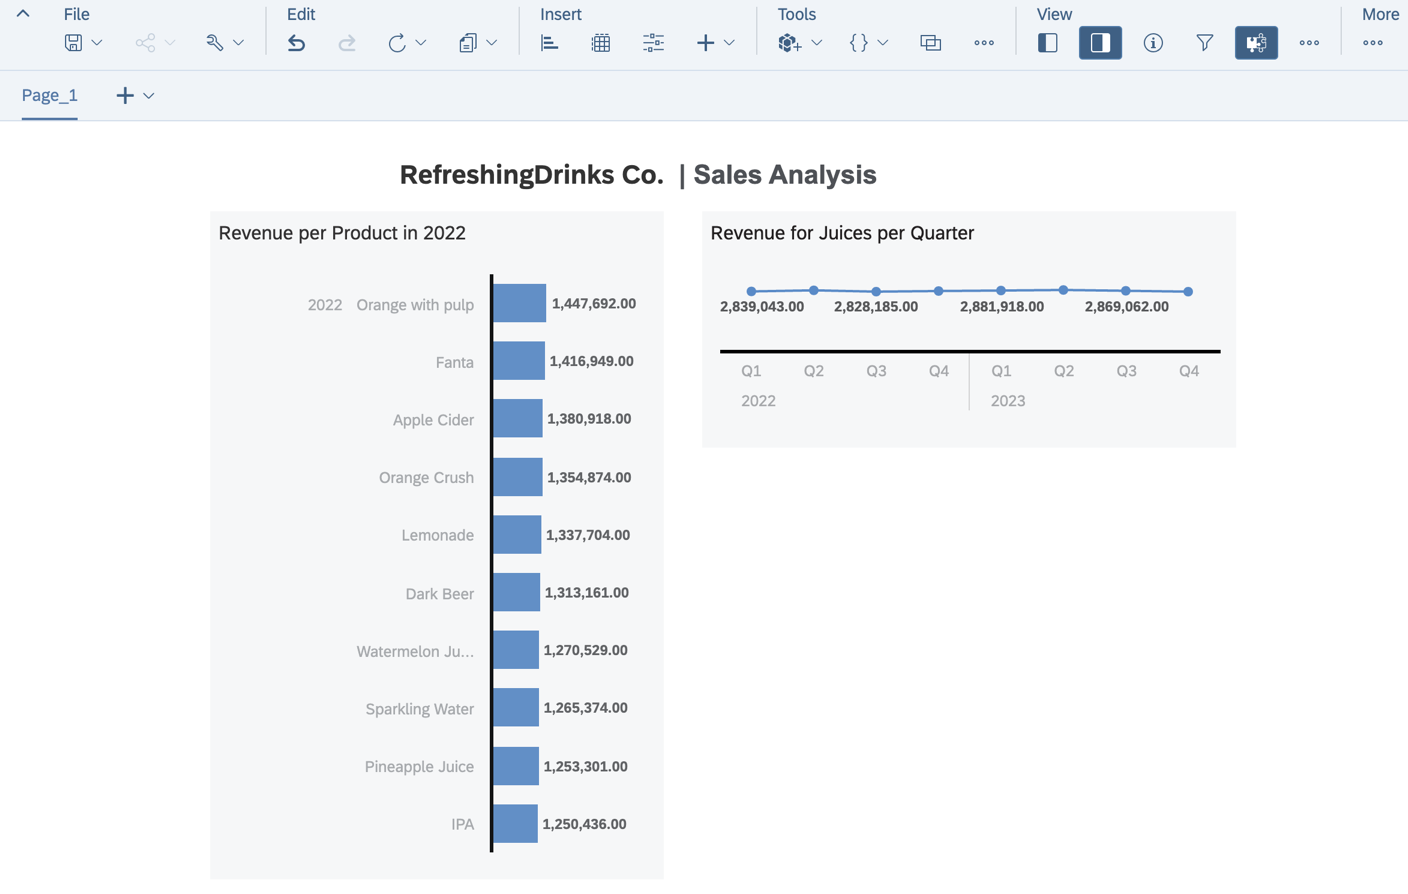 File Edit Insert Tools View More
Page_1
RefreshingDrinks Co. | Sales Analysis
Revenue per Product in 2022
2022 Orange with pulp 1,447,692.00
Fanta 1,416,949.00
Apple Cider 1,380,918.00
Orange Crush 1,354,874.00
Lemonade 1,337,704.00
Dark Beer 1,313,161.00
Watermelon Ju... 1,270,529.00
Sparkling Water 1,265,374.00
Pineapple Juice 1,253,301.00
IPA 1,250,436.00
Revenue for Juices per Quarter
2,839,043.00 2,828,185.00 2,881,918.00 2,869,062.00
Q1 Q2 Q3 Q4 Q1 Q2 Q3 Q4
2022 2023